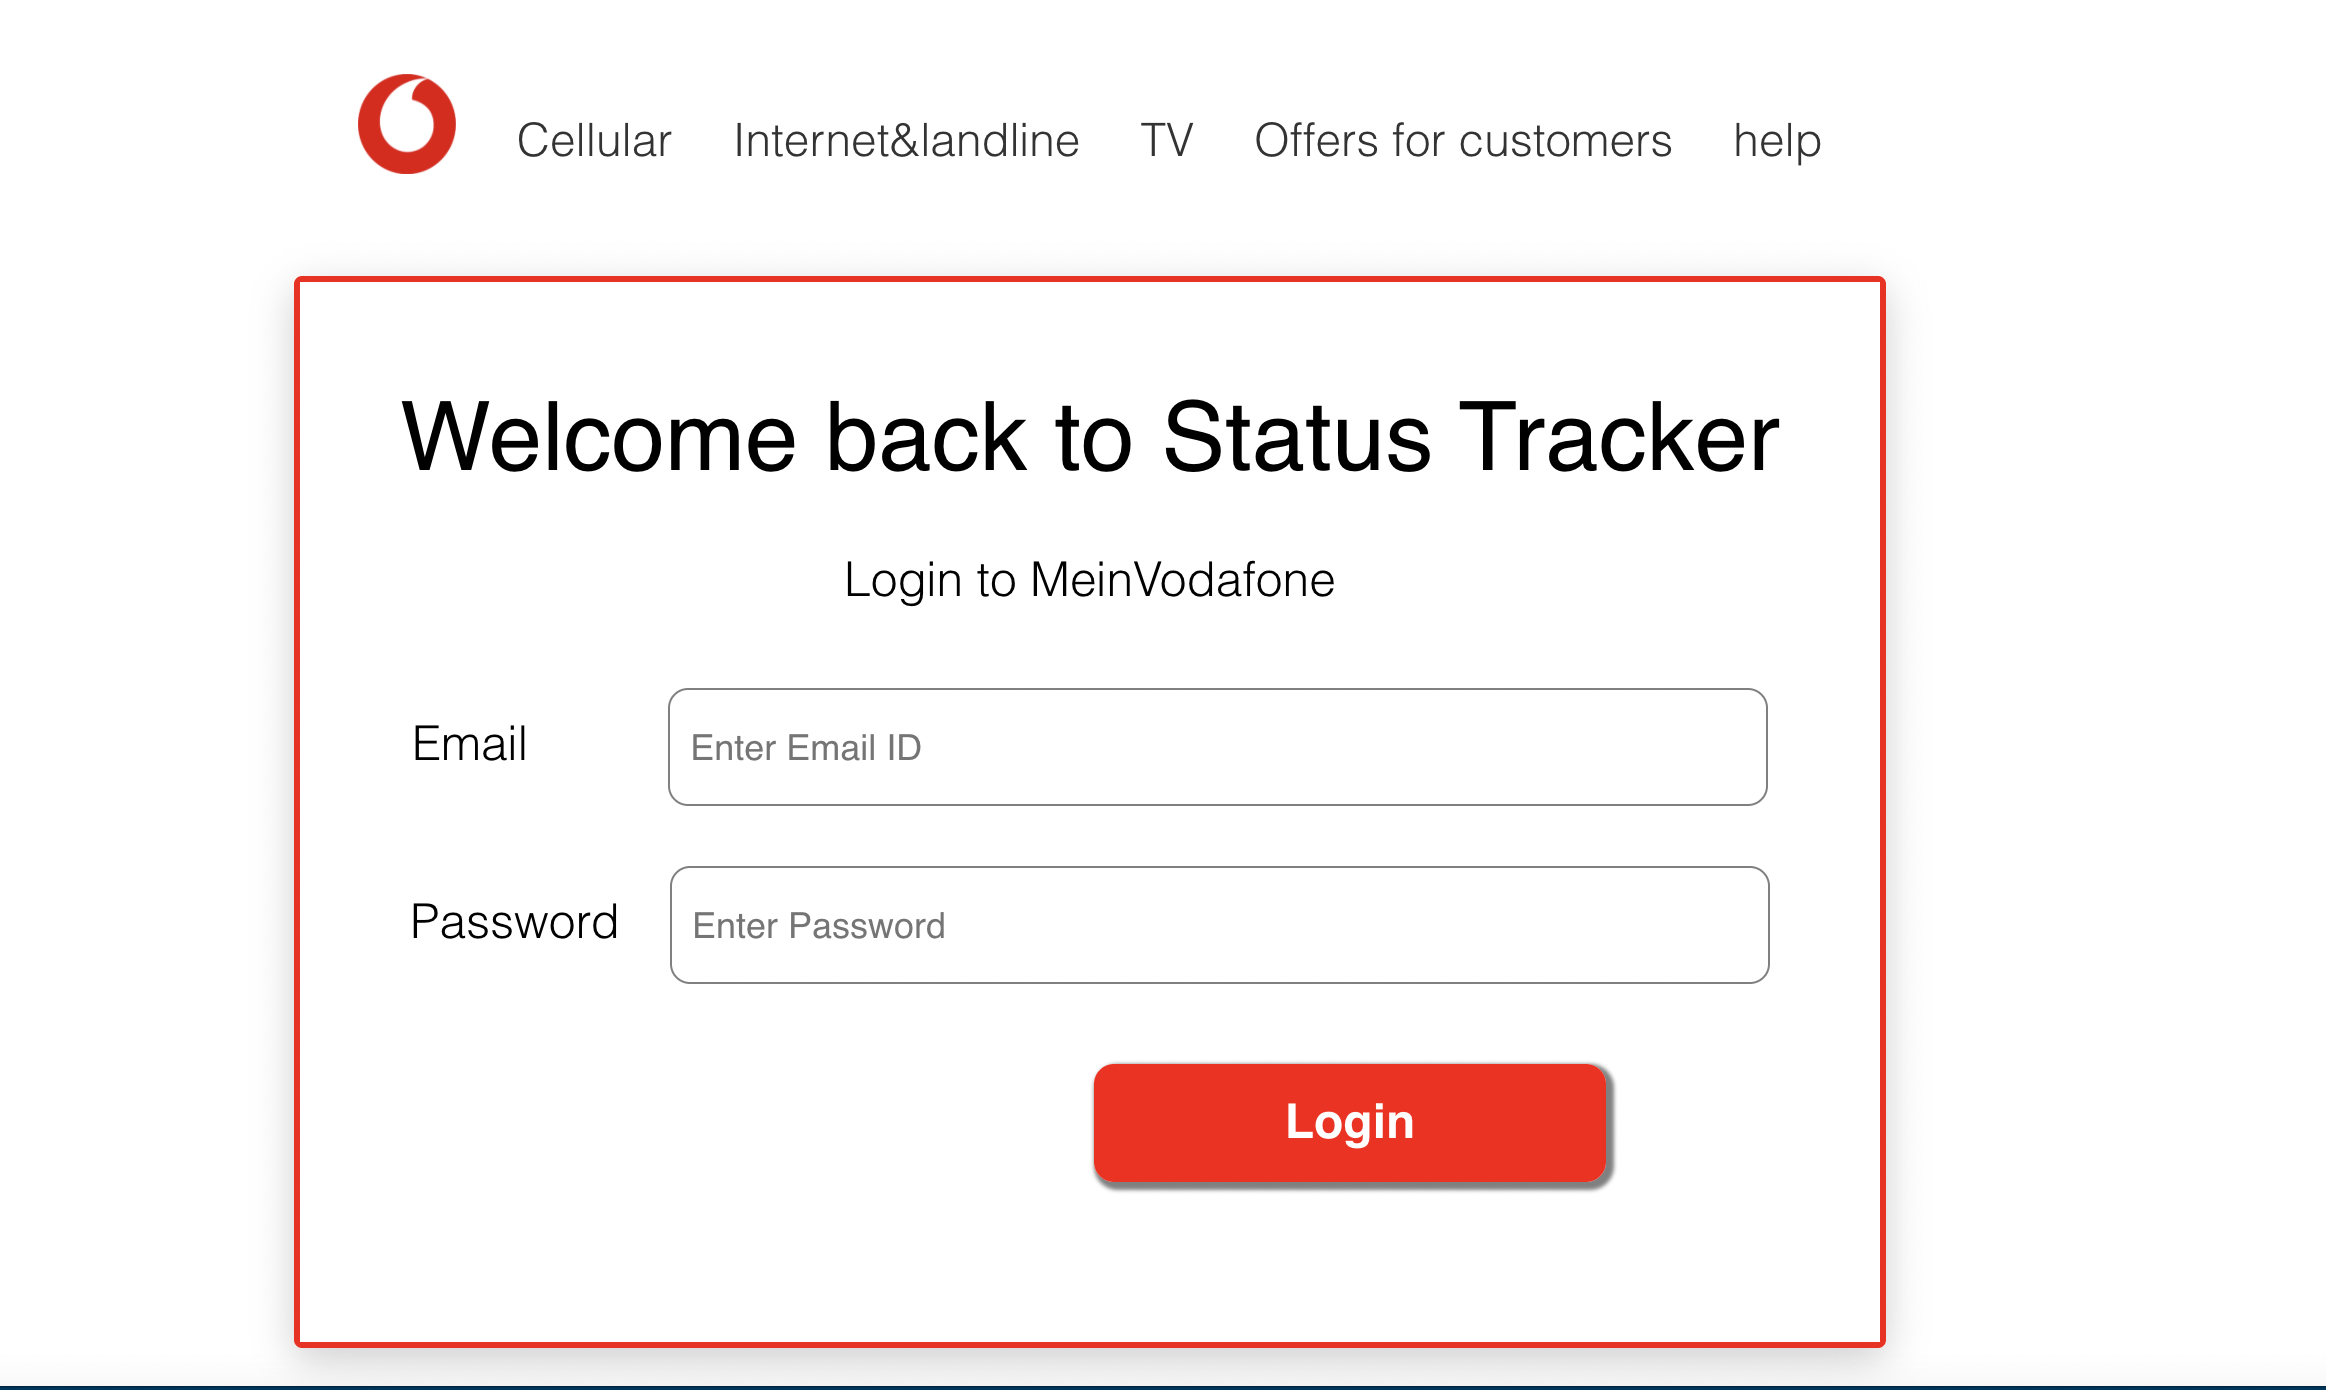 Cellular Internet&landline TV Offers for customers help
Welcome back to Status Tracker
Login to MeinVodafone
Email Enter Email ID
Password Enter Password
Login